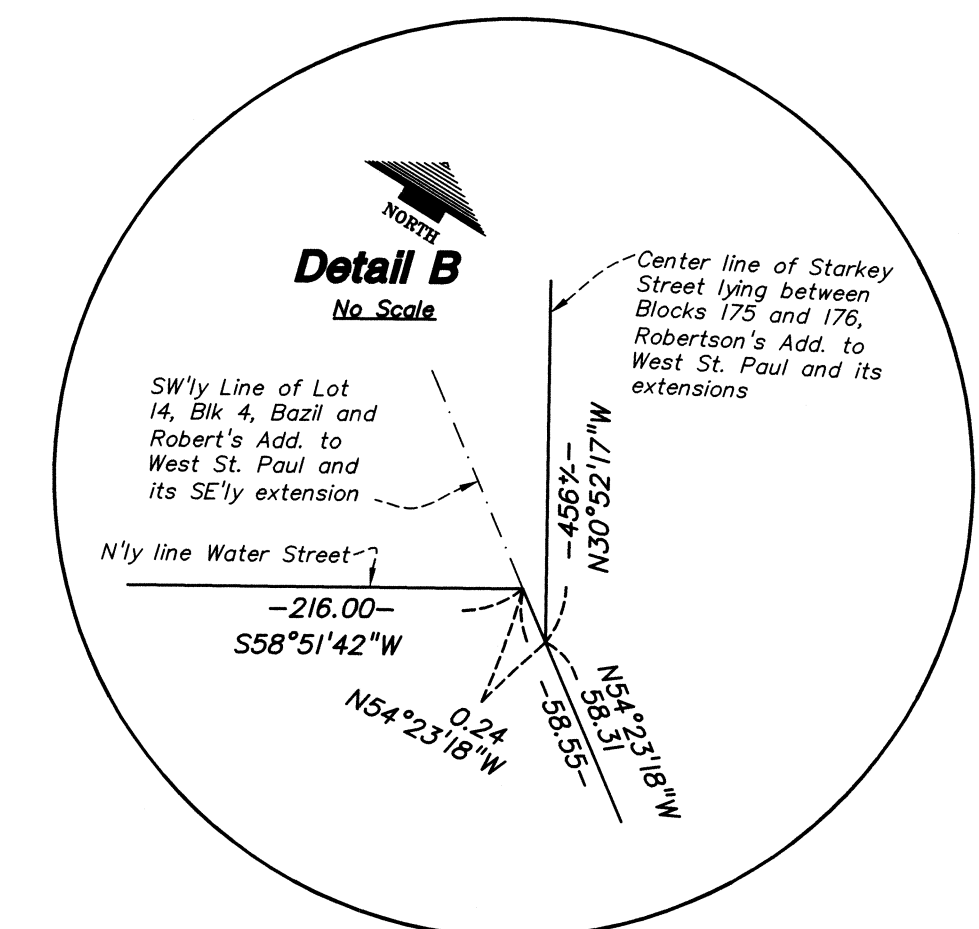 NORTH
Detail B
No Scale
Center line of Starkey
Street lying between
Blocks 175 and 176,
Robertson's Add. to
West St. Paul and its
extensions
SW'ly Line of Lot
14, Blk 4, Bazil and
Robert's Add. to
West St. Paul and
its SE'ly extension
N'ly line Water Street
-216.00-
S58°51'42"W
-456+/--
N30°52'17"W
0.24
N54°23'18"W
-58.55-
58.31
N54°23'18"W